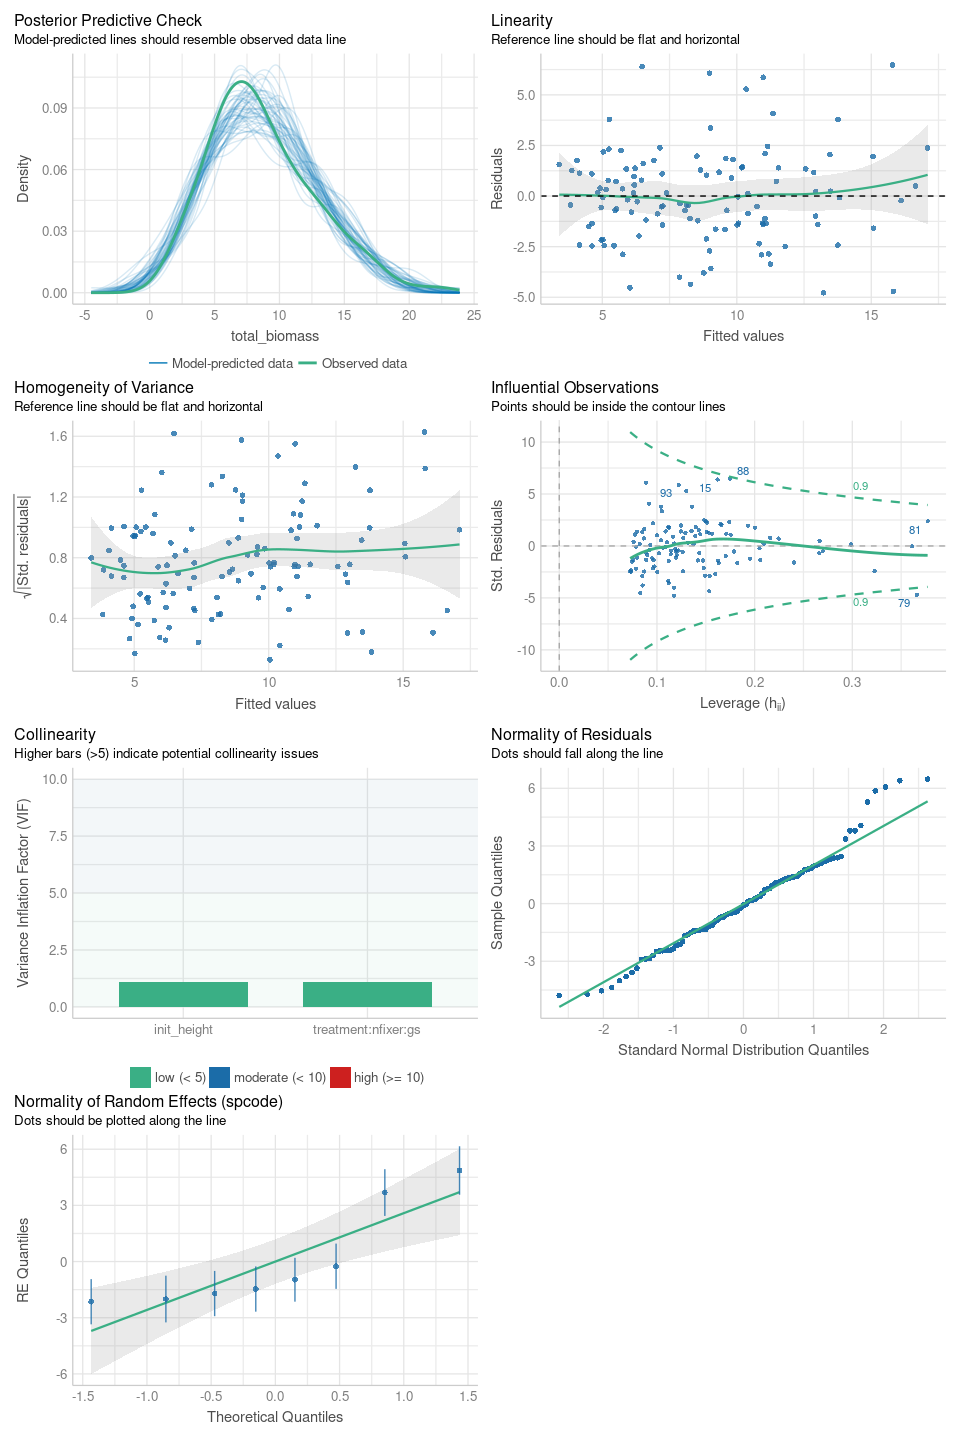 Posterior Predictive Check
Model-predicted lines should resemble observed data line
Density
0.09
0.06
0.03
0.00
-5 0 5 10 15 20 25
total_biomass
Model-predicted data Observed data
Linearity
Reference line should be flat and horizontal
Residuals
5.0
2.5
0.0
-2.5
-5.0
5 10 15
Fitted values
Homogeneity of Variance
Reference line should be flat and horizontal
√|Std. residuals|
1.6
1.2
0.8
0.4
5 10 15
Fitted values
Influential Observations
Points should be inside the contour lines
Std. Residuals
10
5
0
-5
-10
88
93
15
0.9
81
0.9
79
0.0 0.1 0.2 0.3
Leverage (hii)
Collinearity
Higher bars (>5) indicate potential collinearity issues
Variance Inflation Factor (VIF)
10.0
7.5
5.0
2.5
0.0
init_height treatment:nfixer:gs
low (< 5) moderate (< 10) high (>= 10)
Normality of Residuals
Dots should fall along the line
Sample Quantiles
6
3
0
-3
-2 -1 0 1 2
Standard Normal Distribution Quantiles
Normality of Random Effects (spcode)
Dots should be plotted along the line
RE Quantiles
6
3
0
-3
-6
-1.5 -1.0 -0.5 0.0 0.5 1.0 1.5
Theoretical Quantiles